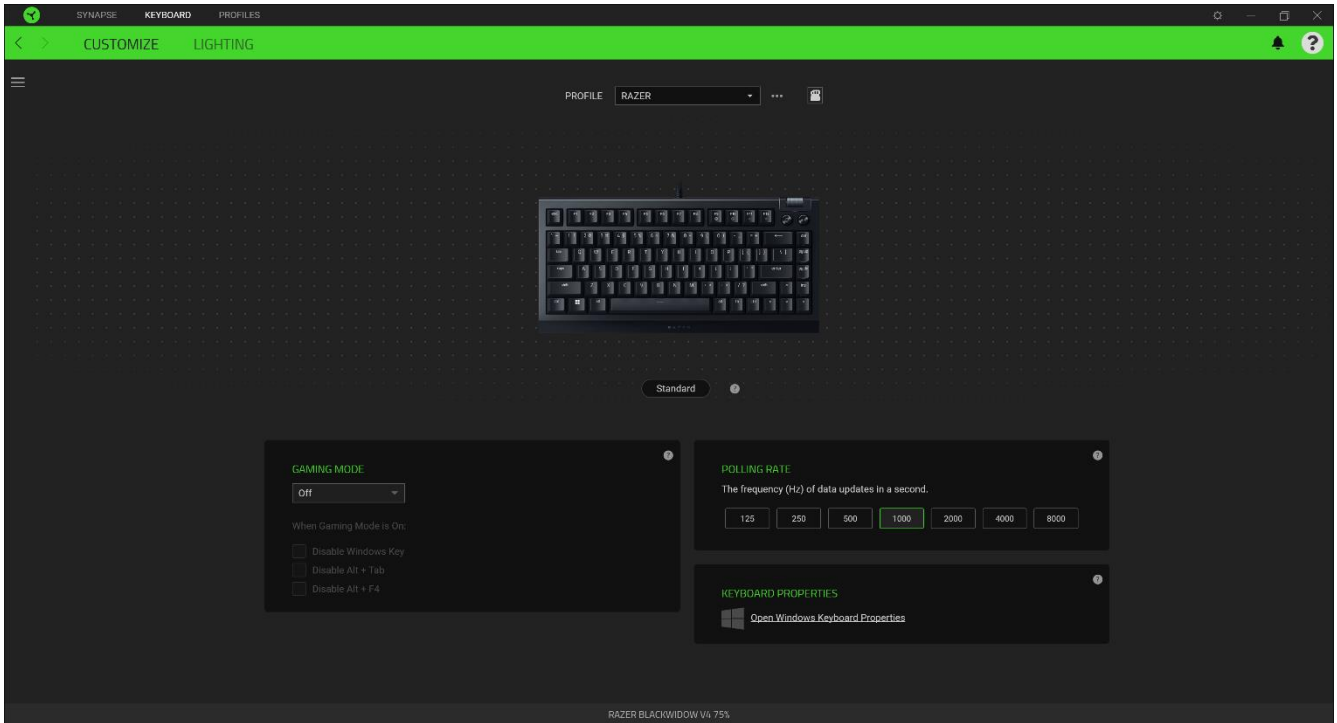 SYNAPSE KEYBOARD PROFILES
CUSTOMIZE LIGHTING
PROFILE RAZER
Standard
GAMING MODE
Off
When Gaming Mode is On:
Disable Windows Key
Disable Alt + Tab
Disable Alt + F4
POLLING RATE
The frequency (Hz) of data updates in a second.
125 250 500 1000 2000 4000 8000
KEYBOARD PROPERTIES
Open Windows Keyboard Properties
RAZER BLACKWIDOW V4 75%